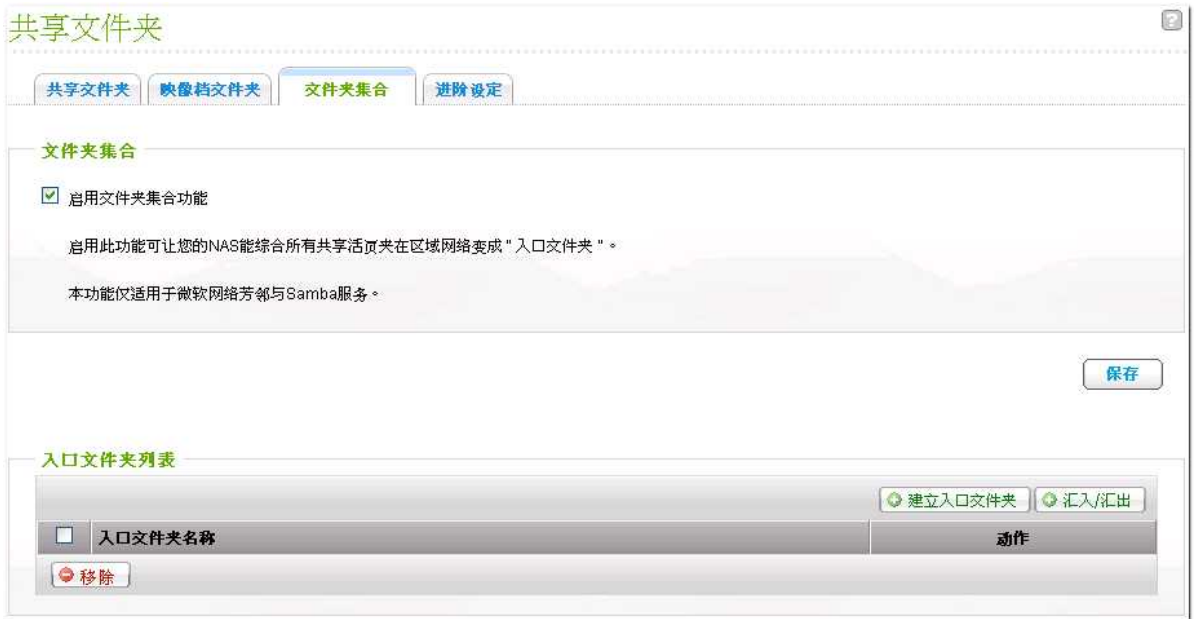 共享文件夹
?
共享文件夹 映像档文件夹 文件夹集合 进阶设定
文件夹集合
启用文件夹集合功能
启用此功能可让您的NAS能综合所有共享活页夹在区域网络变成"入口文件夹"。
本功能仅适用于微软网络芳邻与Samba服务。
保存
入口文件夹列表
建立入口文件夹 汇入/汇出
入口文件夹名称 动作
移除